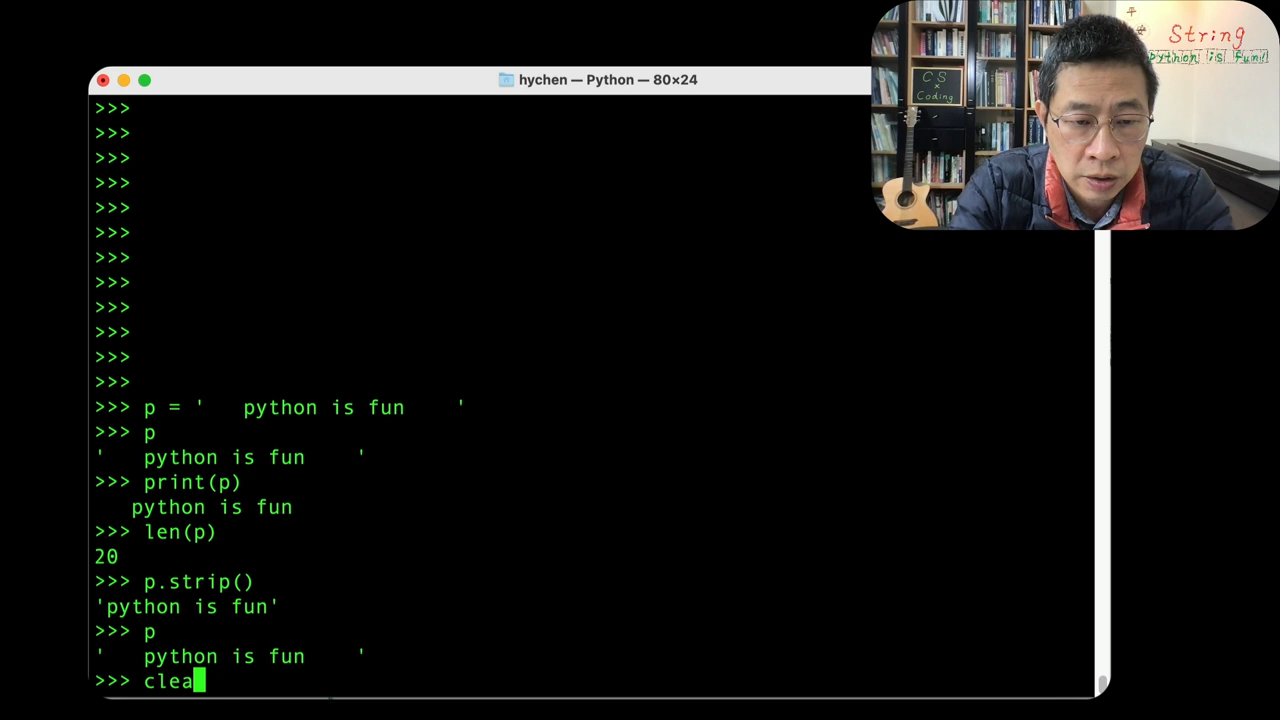 hychen — Python — 80×24
>>>
>>>
>>>
>>>
>>>
>>>
>>>
>>>
>>>
>>>
>>>
>>>
>>> p = '   python is fun    '
>>> p
'   python is fun    '
>>> print(p)
   python is fun
>>> len(p)
20
>>> p.strip()
'python is fun'
>>> p
'   python is fun    '
>>> clea
String
python is fun!
CS
×
Coding